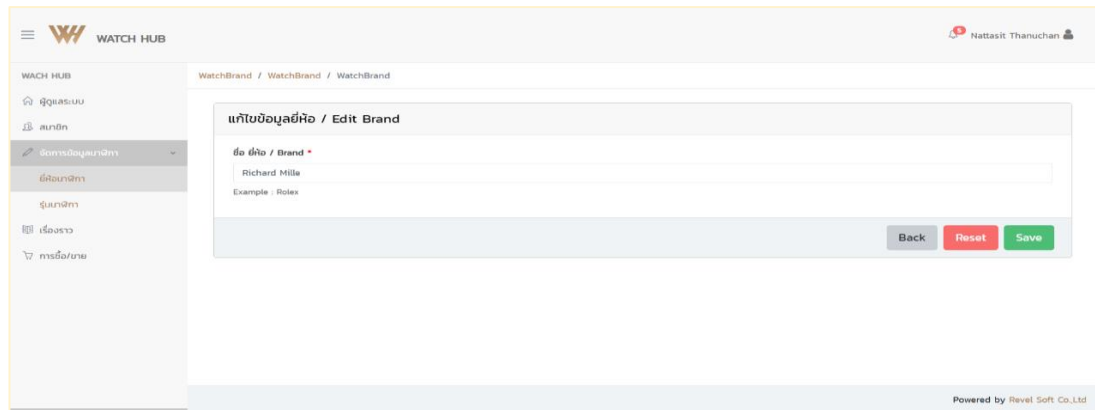 WATCH HUB
5
Nattasit Thanuchan
WACH HUB
WatchBrand / WatchBrand / WatchBrand
ผู้ดูแลระบบ
สมาชิก
จัดการข้อมูลนาฬิกา
ยี่ห้อนาฬิกา
รุ่นนาฬิกา
เรื่องราว
การซื้อ/ขาย
แก้ไขข้อมูลยี่ห้อ / Edit Brand
ชื่อ ยี่ห้อ / Brand *
Richard Mille
Example : Rolex
Back
Reset
Save
Powered by Revel Soft Co.,Ltd